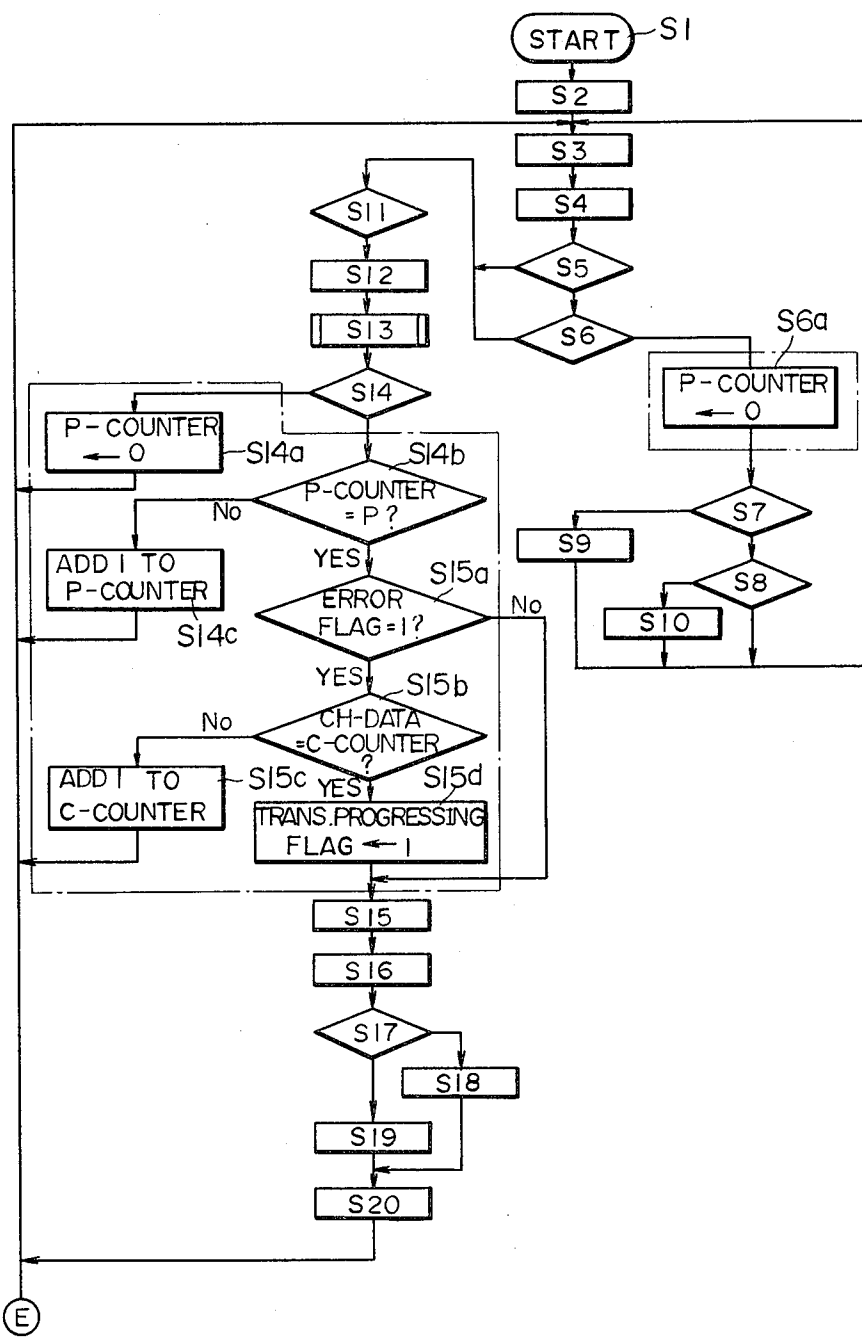 START
S1
S2
S3
S4
S5
S6
S6a
P-COUNTER
← 0
S7
S8
S9
S10
S11
S12
S13
S14
P-COUNTER
← 0
S14a
S14b
P-COUNTER
= P ?
No
YES
ADD 1 TO
P-COUNTER
S14c
S15a
ERROR
FLAG = 1 ?
No
YES
S15b
CH-DATA
= C-COUNTER
?
No
YES
ADD 1 TO
C-COUNTER
S15c
S15d
TRANS. PROGRESSING
FLAG ← 1
S15
S16
S17
S18
S19
S20
E